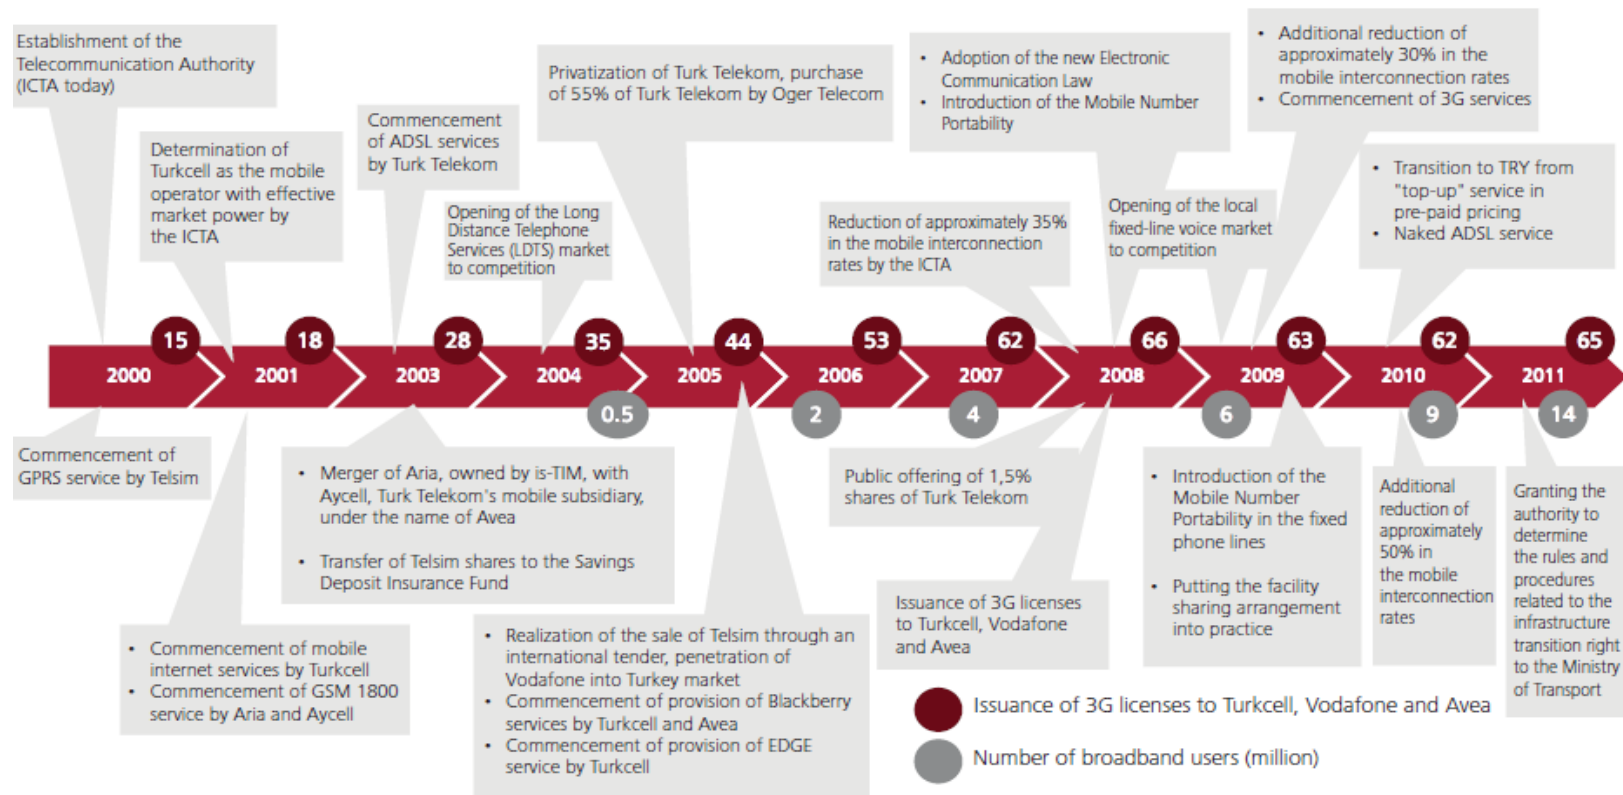 Establishment of the
Telecommunication Authority
(ICTA today)
Determination of
Turkcell as the mobile
operator with effective
market power by
the ICTA
Commencement
of ADSL services
by Turk Telekom
Opening of the Long
Distance Telephone
Services (LDTS) market
to competition
Privatization of Turk Telekom, purchase
of 55% of Turk Telekom by Oger Telecom
Reduction of approximately 35%
in the mobile interconnection
rates by the ICTA
• Adoption of the new Electronic
Communication Law
• Introduction of the Mobile Number
Portability
Opening of the local
fixed-line voice market
to competition
• Additional reduction of
approximately 30% in the
mobile interconnection rates
• Commencement of 3G services
• Transition to TRY from
"top-up" service in
pre-paid pricing
• Naked ADSL service
15 18 28 35 44 53 62 66 63 62 65
2000 2001 2003 2004 2005 2006 2007 2008 2009 2010 2011
0.5 2 4 6 9 14
Commencement of
GPRS service by Telsim
• Commencement of mobile
internet services by Turkcell
• Commencement of GSM 1800
service by Aria and Aycell
• Merger of Aria, owned by is-TIM, with
Aycell, Turk Telekom's mobile subsidiary,
under the name of Avea
• Transfer of Telsim shares to the Savings
Deposit Insurance Fund
• Realization of the sale of Telsim through an
international tender, penetration of
Vodafone into Turkey market
• Commencement of provision of Blackberry
services by Turkcell and Avea
• Commencement of provision of EDGE
service by Turkcell
Public offering of 1,5%
shares of Turk Telekom
Issuance of 3G licenses
to Turkcell, Vodafone
and Avea
• Introduction of the
Mobile Number
Portability in the fixed
phone lines
• Putting the facility
sharing arrangement
into practice
Additional
reduction of
approximately
50% in
the mobile
interconnection
rates
Granting the
authority to
determine
the rules and
procedures
related to the
infrastructure
transition right
to the Ministry
of Transport
Issuance of 3G licenses to Turkcell, Vodafone and Avea
Number of broadband users (million)